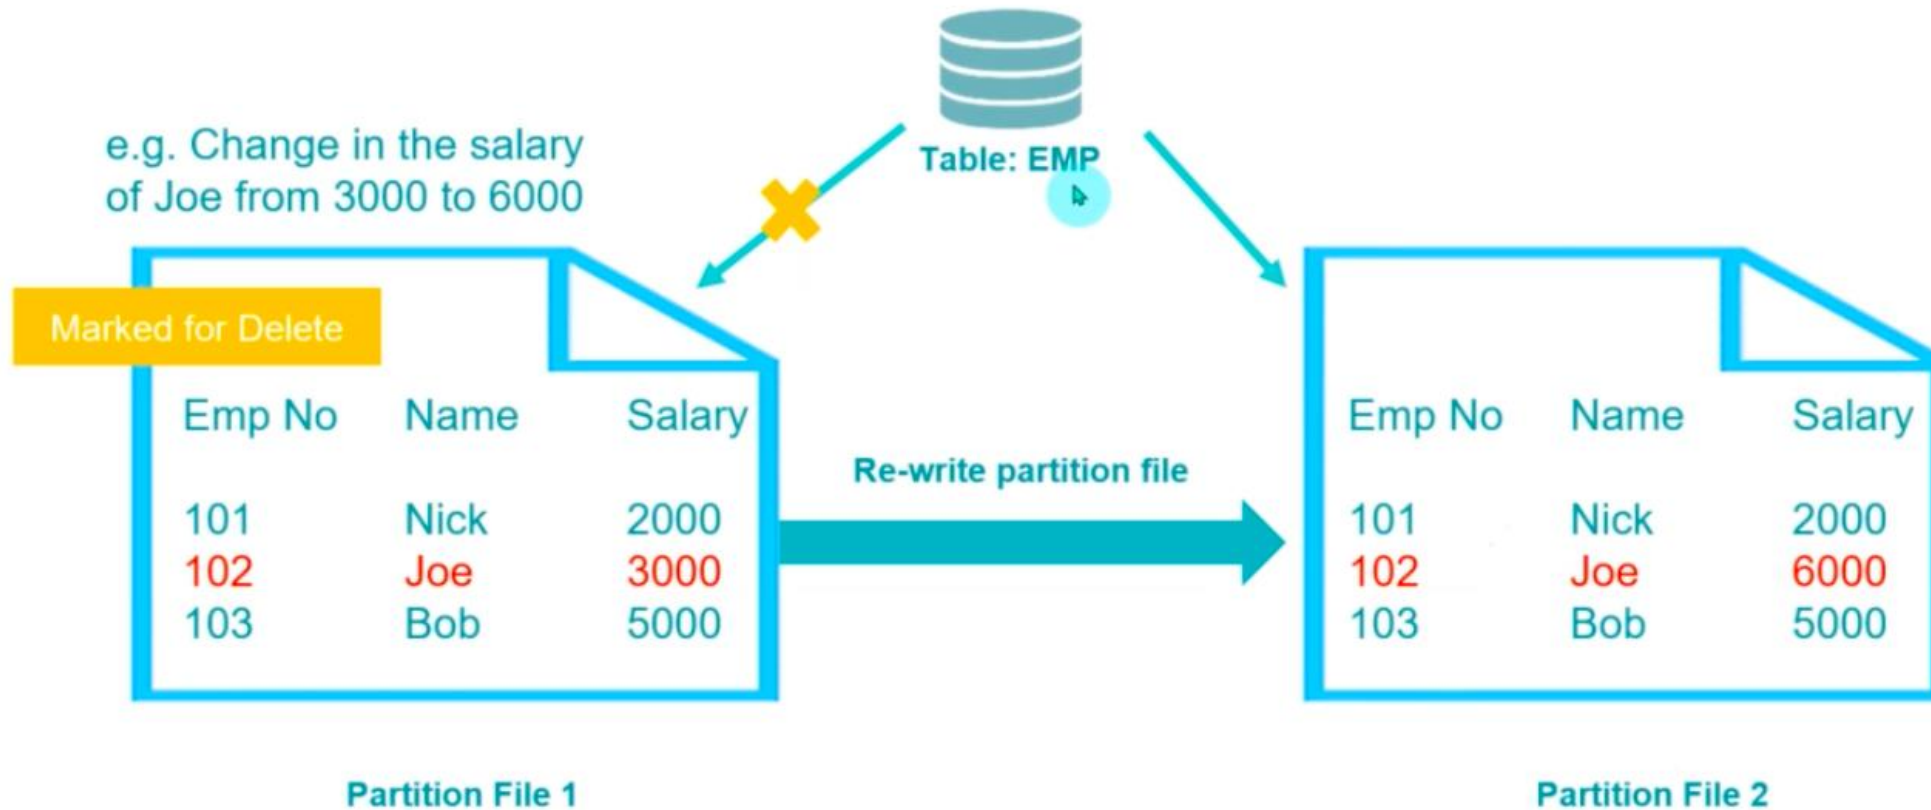 Table: EMP
e.g. Change in the salary
of Joe from 3000 to 6000
Marked for Delete
Emp No Name Salary
101 Nick 2000
102 Joe 3000
103 Bob 5000
Partition File 1
Re-write partition file
Emp No Name Salary
101 Nick 2000
102 Joe 6000
103 Bob 5000
Partition File 2